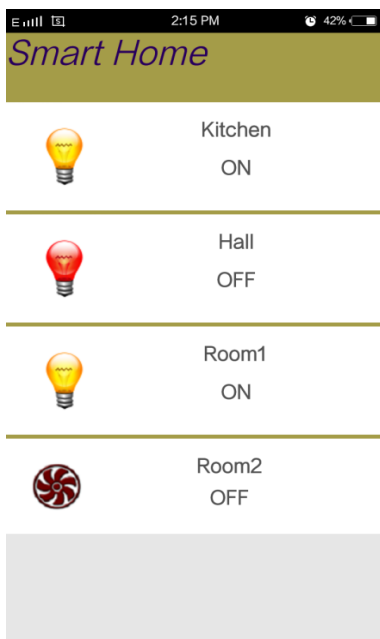 E 2:15 PM 42%
Smart Home
Kitchen
ON
Hall
OFF
Room1
ON
Room2
OFF